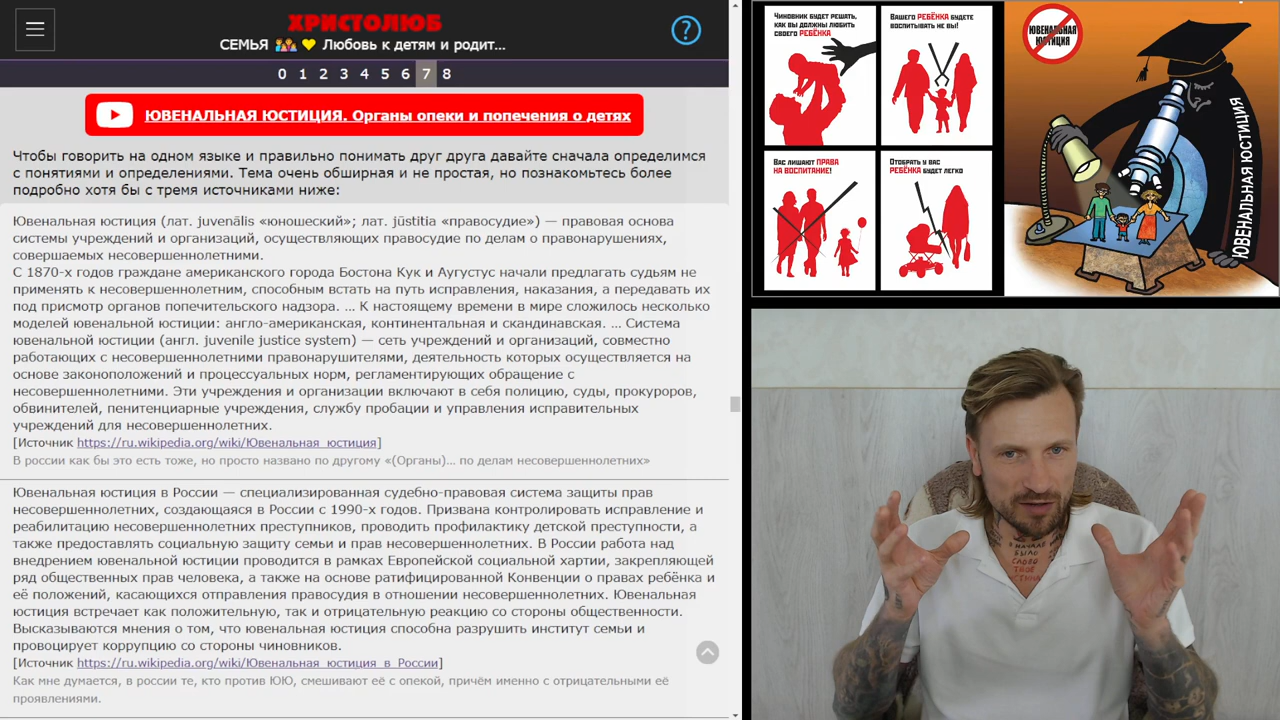 ХРИСТОЛЮБ
СЕМЬЯ 👨‍👩‍👧 💛 Любовь к детям и родит...
0 1 2 3 4 5 6 7 8
ЮВЕНАЛЬНАЯ ЮСТИЦИЯ. Органы опеки и попечения о детях
Чтобы говорить на одном языке и правильно понимать друг друга давайте сначала определимся
с понятиями и определениями. Тема очень обширная и не простая, но познакомьтесь более
подробно хотя бы с тремя источниками ниже:
Ювенальная юстиция (лат. juvenālis «юношеский»; лат. jūstitia «правосудие») — правовая основа
системы учреждений и организаций, осуществляющих правосудие по делам о правонарушениях,
совершаемых несовершеннолетними.
С 1870-х годов граждане американского города Бостона Кук и Аугустус начали предлагать судьям не
применять к несовершеннолетним, способным встать на путь исправления, наказания, а передавать их
под присмотр органов попечительского надзора. ... К настоящему времени в мире сложилось несколько
моделей ювенальной юстиции: англо-американская, континентальная и скандинавская. ... Система
ювенальной юстиции (англ. juvenile justice system) — сеть учреждений и организаций, совместно
работающих с несовершеннолетними правонарушителями, деятельность которых осуществляется на
основе законоположений и процессуальных норм, регламентирующих обращение с
несовершеннолетними. Эти учреждения и организации включают в себя полицию, суды, прокуроров,
обвинителей, пенитенциарные учреждения, службу пробации и управления исправительных
учреждений для несовершеннолетних.
[Источник https://ru.wikipedia.org/wiki/Ювенальная_юстиция]
В россии как бы это есть тоже, но просто названо по другому «(Органы)... по делам несовершеннолетних»
Ювенальная юстиция в России — специализированная судебно-правовая система защиты прав
несовершеннолетних, создающаяся в России с 1990-х годов. Призвана контролировать исправление и
реабилитацию несовершеннолетних преступников, проводить профилактику детской преступности, а
также предоставлять социальную защиту семьи и прав несовершеннолетних. В России работа над
внедрением ювенальной юстиции проводится в рамках Европейской социальной хартии, закрепляющей
ряд общественных прав человека, а также на основе ратифицированной Конвенции о правах ребёнка и
её положений, касающихся отправления правосудия в отношении несовершеннолетних. Ювенальная
юстиция встречает как положительную, так и отрицательную реакцию со стороны общественности.
Высказываются мнения о том, что ювенальная юстиция способна разрушить институт семьи и
провоцирует коррупцию со стороны чиновников.
[Источник https://ru.wikipedia.org/wiki/Ювенальная_юстиция_в_России]
Как мне думается, в россии те, кто против ЮЮ, смешивают её с опекой, причём именно с отрицательными её
проявлениями.
Чиновник будет решать,
как вы должны любить
своего РЕБЁНКА
Вашего РЕБЁНКА будете
воспитывать не вы!
Вас лишают ПРАВА
НА ВОСПИТАНИЕ!
Отобрать у вас
РЕБЁНКА будет легко
ЮВЕНАЛЬНАЯ
ЮСТИЦИЯ
ЮВЕНАЛЬНАЯ ЮСТИЦИЯ
В НАЧАЛЕ
БЫЛО
СЛОВО